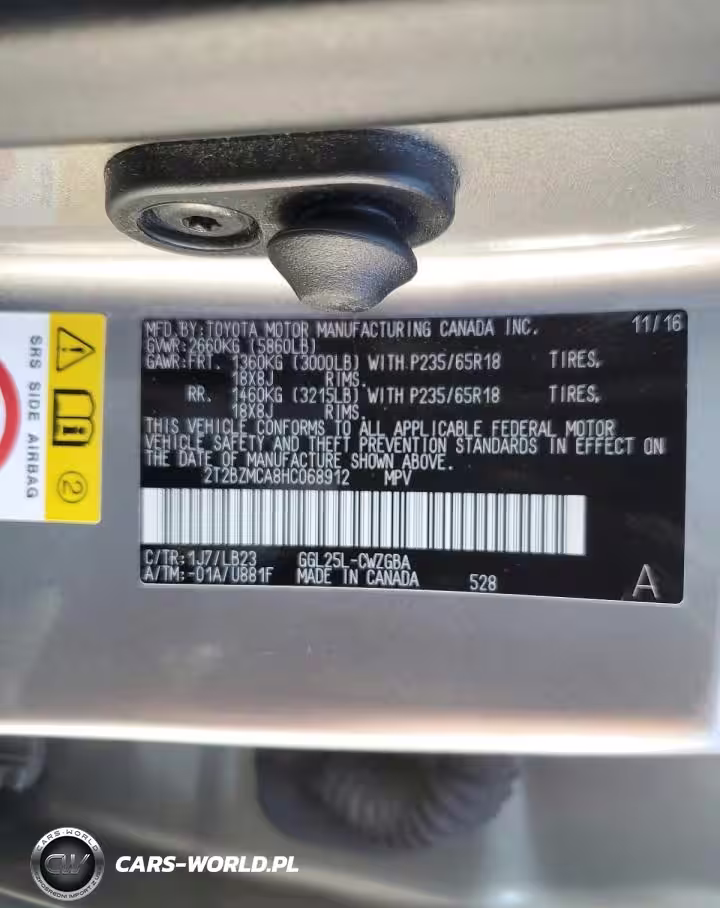 MFD. BY: TOYOTA MOTOR MANUFACTURING CANADA INC. 11/16
GVWR: 2660KG (5860LB)
GAWR: FRT. 1360KG (3000LB) WITH P235/65R18 TIRES,
18X8J RIMS.
RR. 1460KG (3215LB) WITH P235/65R18 TIRES,
18X8J RIMS.
THIS VEHICLE CONFORMS TO ALL APPLICABLE FEDERAL MOTOR
VEHICLE SAFETY AND THEFT PREVENTION STANDARDS IN EFFECT ON
THE DATE OF MANUFACTURE SHOWN ABOVE.
2T2BZMCA8HC068912 MPV
C/TR: 1J7/LB23 GGL25L-CWZGBA
A/TM: -01A/U881F MADE IN CANADA 528 A
SRS SIDE AIRBAG
2
CARS-WORLD
CW
CARS-WORLD.PL